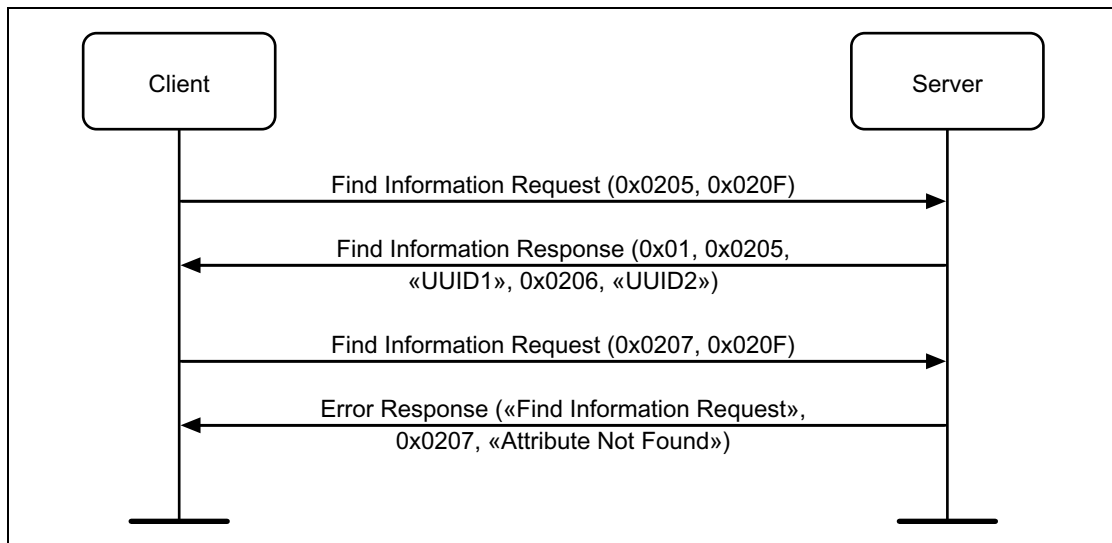 Client
Server
Find Information Request (0x0205, 0x020F)
Find Information Response (0x01, 0x0205,
«UUID1», 0x0206, «UUID2»)
Find Information Request (0x0207, 0x020F)
Error Response («Find Information Request»,
0x0207, «Attribute Not Found»)